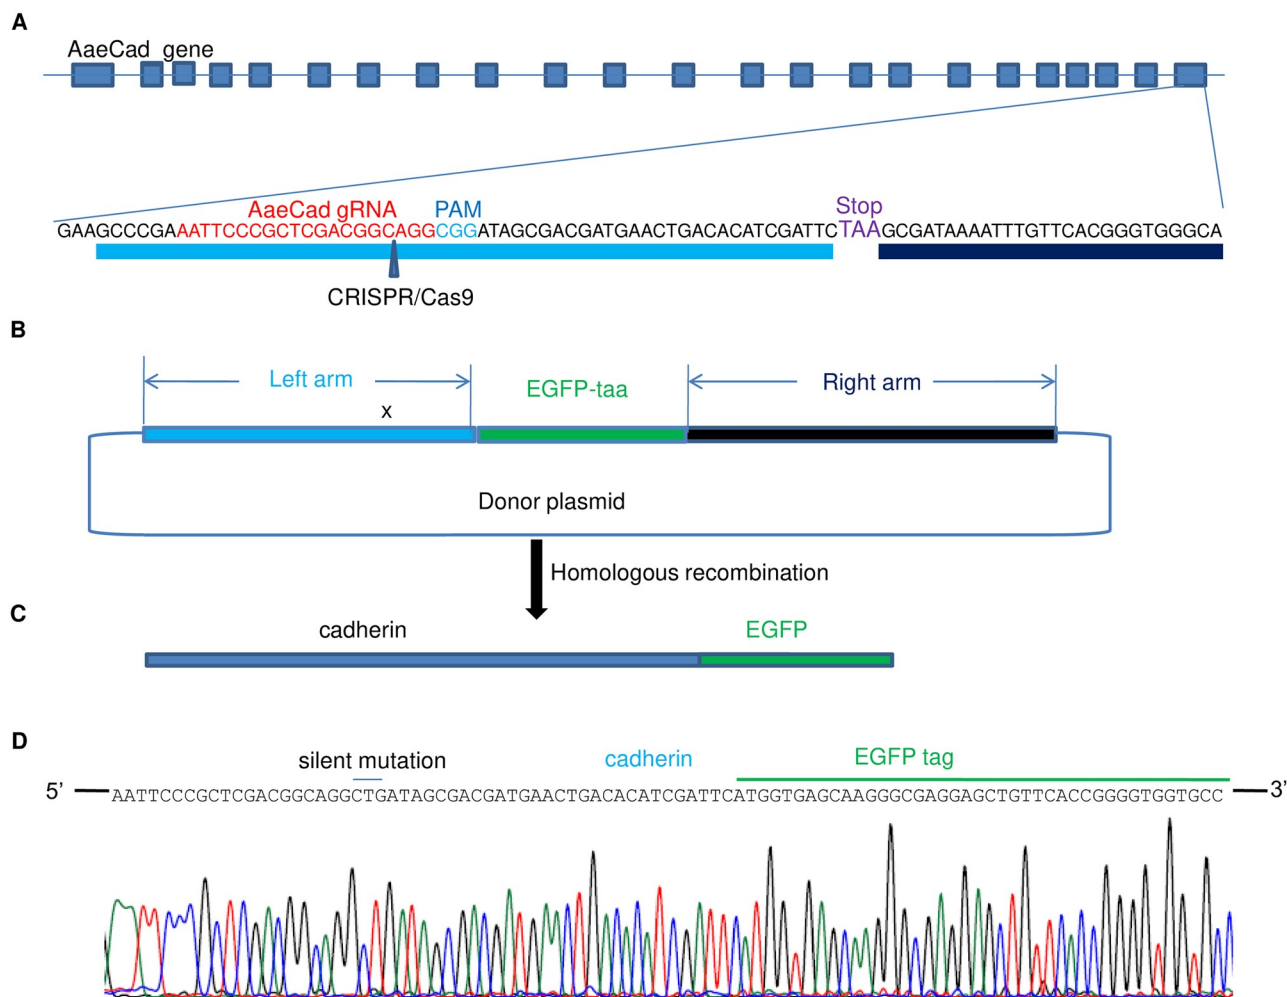 A
AaeCad gene
AaeCad gRNA PAM Stop
GAAGCCCGAAATTCCCGCTCGACGGCAGGCGGATAGCGACGATGAACTGACACATCGATTCTAAGCGATAAAATTTGTTCACGGGTGGGCA
CRISPR/Cas9
B
Left arm EGFP-taa Right arm
x
Donor plasmid
Homologous recombination
C
cadherin EGFP
D
silent mutation cadherin EGFP tag
5’ AATTCCCGCTCGACGGCAGGCTGATAGCGACGATGAACTGACACATCGATTCATGGTGAGCAAGGGCGAGGAGCTGTTCACCGGGGTGGTGCC 3’